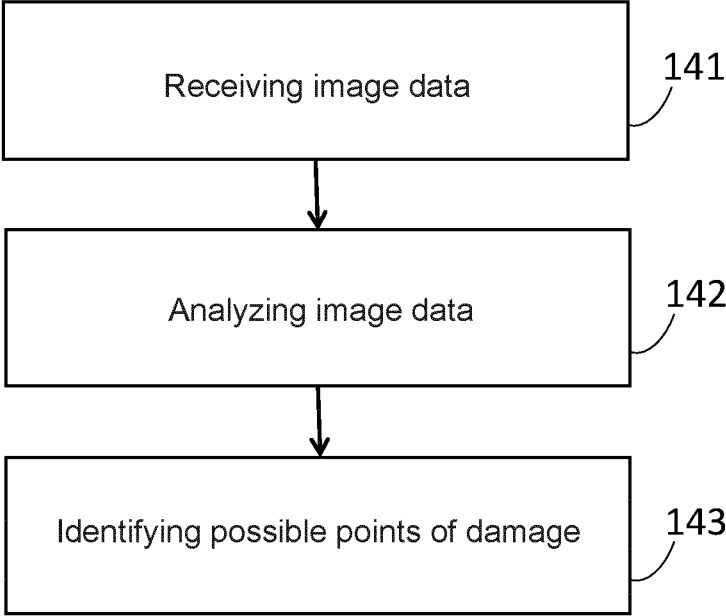 Receiving image data
141
Analyzing image data
142
Identifying possible points of damage
143